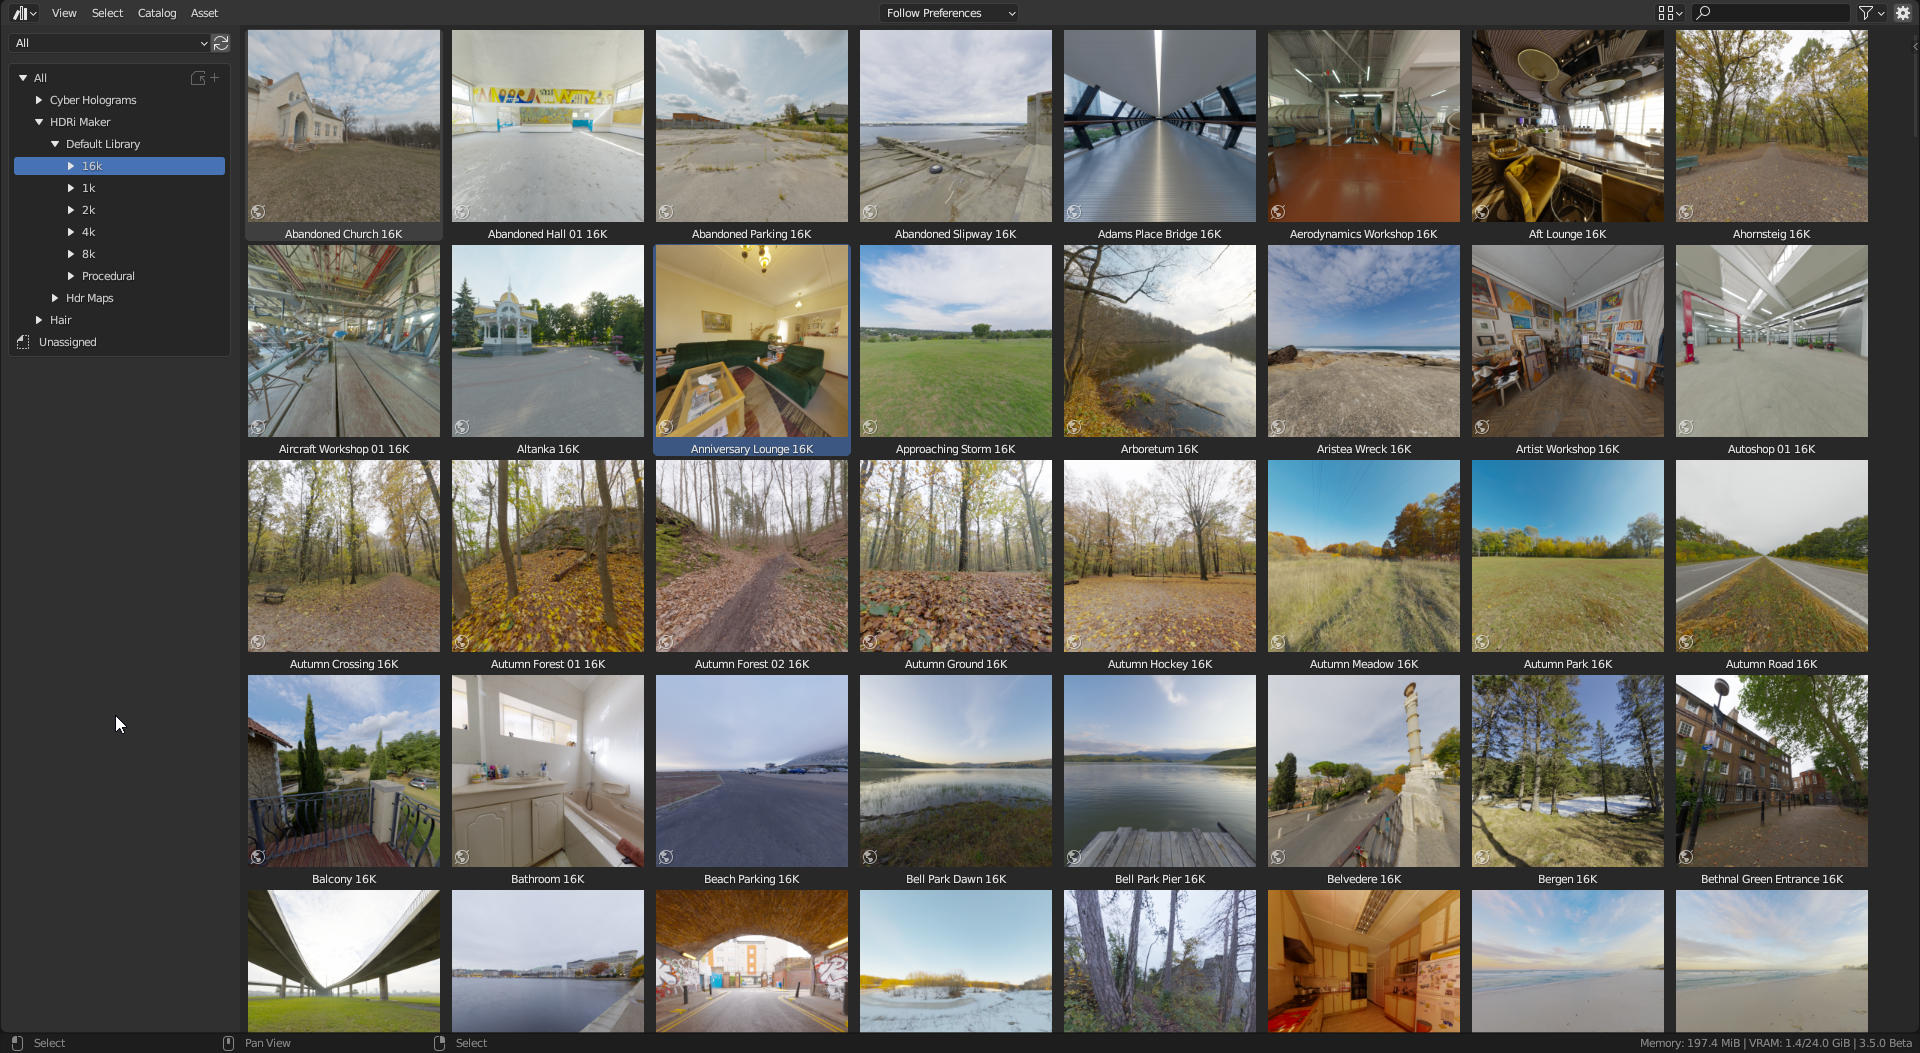 View Select Catalog Asset Follow Preferences
All
All
Cyber Holograms
HDRi Maker
Default Library
16k
1k
2k
4k
8k
Procedural
Hdr Maps
Hair
Unassigned
Abandoned Church 16K Abandoned Hall 01 16K Abandoned Parking 16K Abandoned Slipway 16K Adams Place Bridge 16K Aerodynamics Workshop 16K Aft Lounge 16K Ahornsteig 16K
Aircraft Workshop 01 16K Altanka 16K Anniversary Lounge 16K Approaching Storm 16K Arboretum 16K Aristea Wreck 16K Artist Workshop 16K Autoshop 01 16K
Autumn Crossing 16K Autumn Forest 01 16K Autumn Forest 02 16K Autumn Ground 16K Autumn Hockey 16K Autumn Meadow 16K Autumn Park 16K Autumn Road 16K
Balcony 16K Bathroom 16K Beach Parking 16K Bell Park Dawn 16K Bell Park Pier 16K Belvedere 16K Bergen 16K Bethnal Green Entrance 16K
Select Pan View Select Memory: 197.4 MiB | VRAM: 1.4/24.0 GiB | 3.5.0 Beta